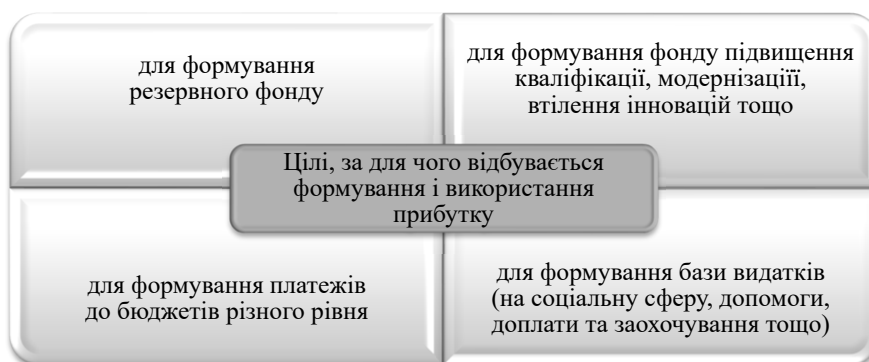 для формування
резервного фонду
для формування фонду підвищення
кваліфікації, модернізаціїї,
втілення інновацій тощо
Цілі, за для чого відбувається
формування і використання
прибутку
для формування платежів
до бюджетів різного рівня
для формування бази видатків
(на соціальну сферу, допомоги,
доплати та заохочування тощо)